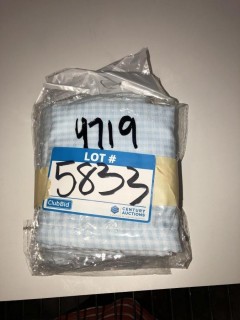 4719
LOT #
5833
ClubBid
CENTURY
AUCTIONS